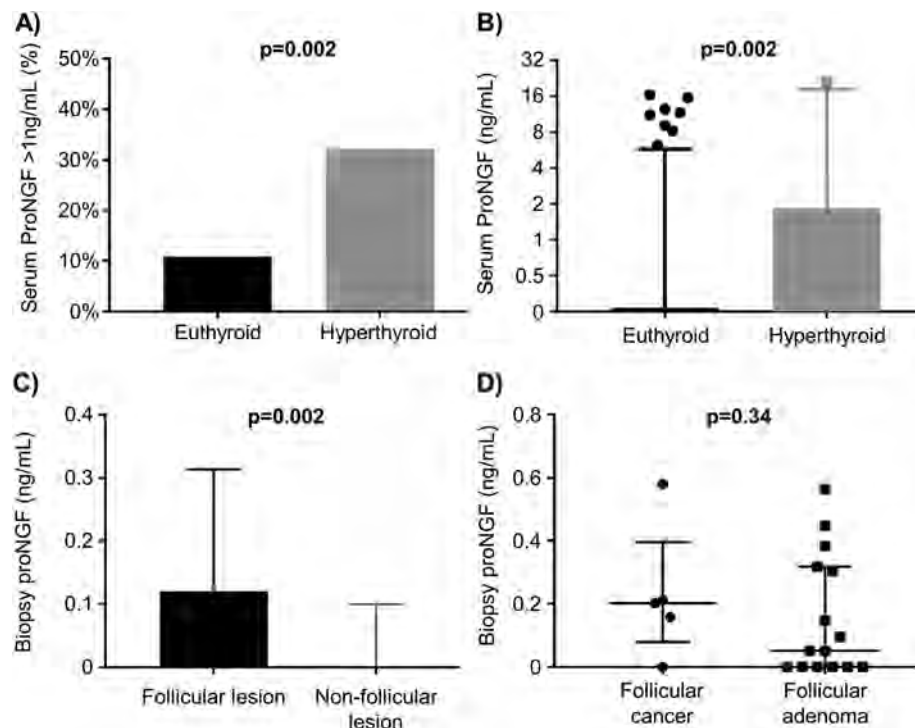 A)
p=0.002
Serum ProNGF >1ng/mL (%)
50%
40%
30%
20%
10%
0%
Euthyroid
Hyperthyroid
B)
p=0.002
Serum ProNGF (ng/mL)
32
16
8
4
2
1
0.5
0
Euthyroid
Hyperthyroid
C)
p=0.002
Biopsy proNGF (ng/mL)
0.4
0.3
0.2
0.1
0
Follicular lesion
Non-follicular
lesion
D)
p=0.34
Biopsy proNGF (ng/mL)
0.8
0.6
0.4
0.2
0
Follicular
cancer
Follicular
adenoma